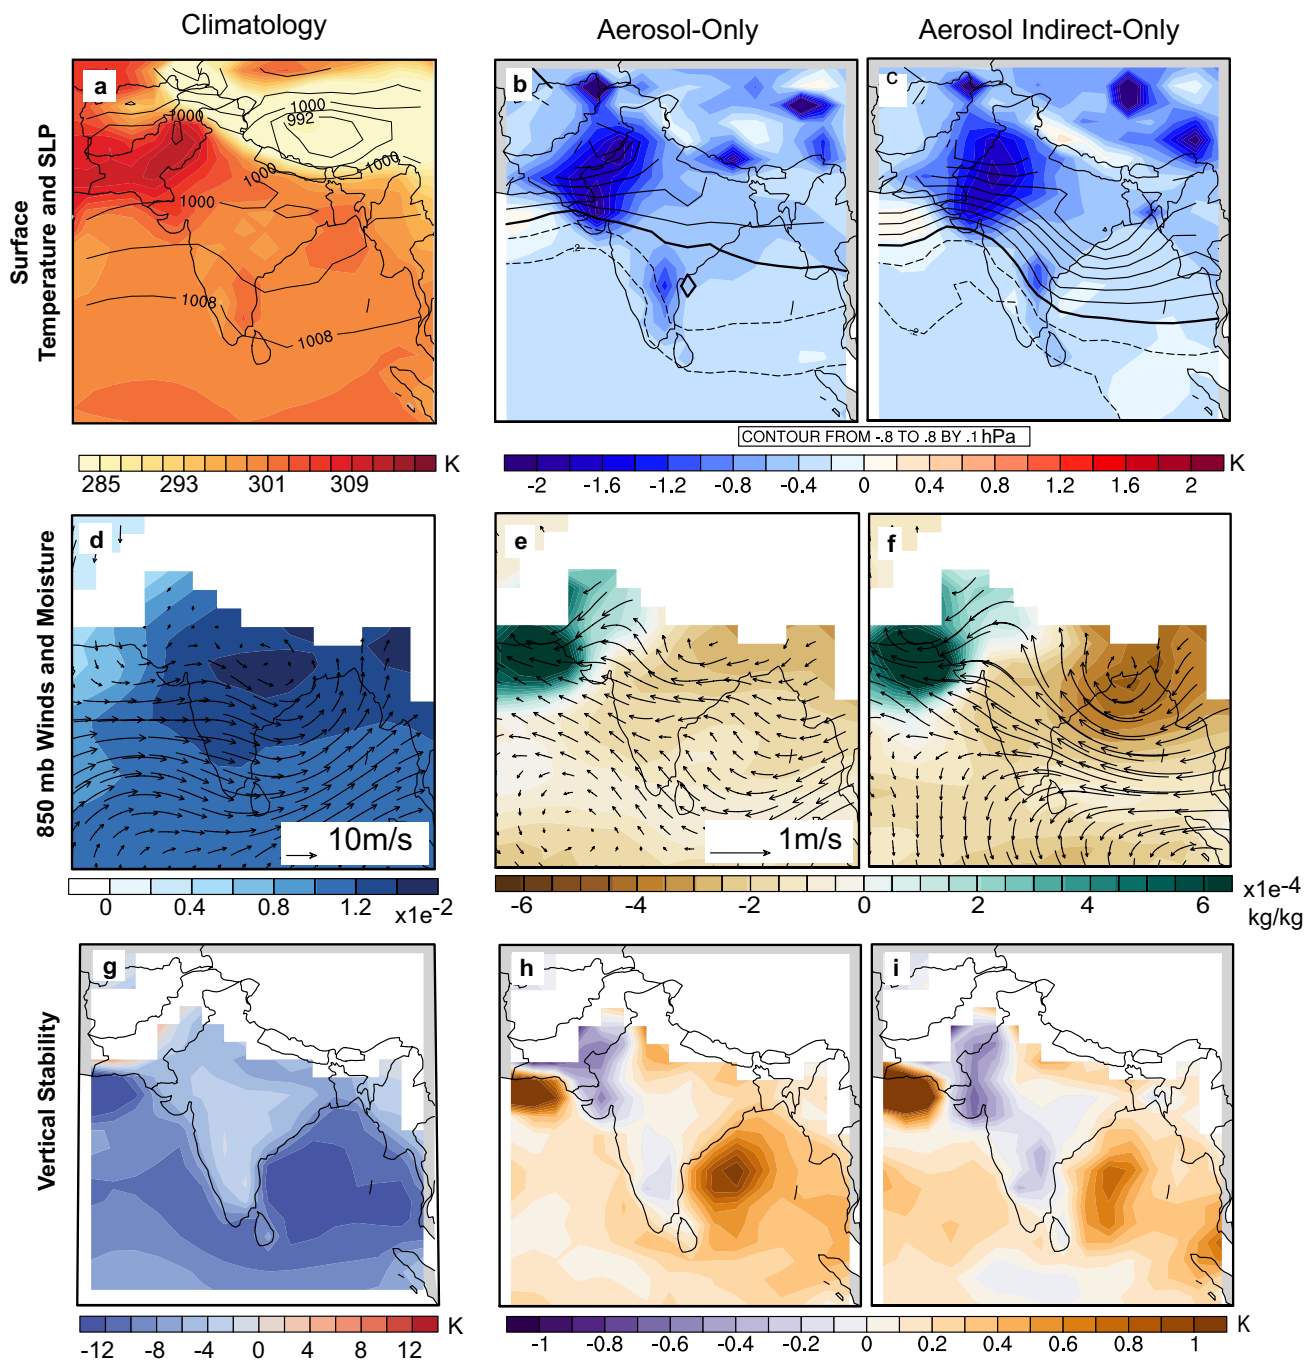 Climatology
Aerosol-Only
Aerosol Indirect-Only
Surface
Temperature and SLP
a
1000
992
1000
1000
1000
1000
1000
1008
1008
b
.2
c
.2
CONTOUR FROM -.8 TO .8 BY .1 hPa
285 293 301 309 K
-2 -1.6 -1.2 -0.8 -0.4 0 0.4 0.8 1.2 1.6 2 K
850 mb Winds and Moisture
d
10m/s
e
1m/s
f
0 0.4 0.8 1.2 x1e-2
-6 -4 -2 0 2 4 6 x1e-4
kg/kg
Vertical Stability
g
h
i
-12 -8 -4 0 4 8 12 K
-1 -0.8 -0.6 -0.4 -0.2 0 0.2 0.4 0.6 0.8 1 K